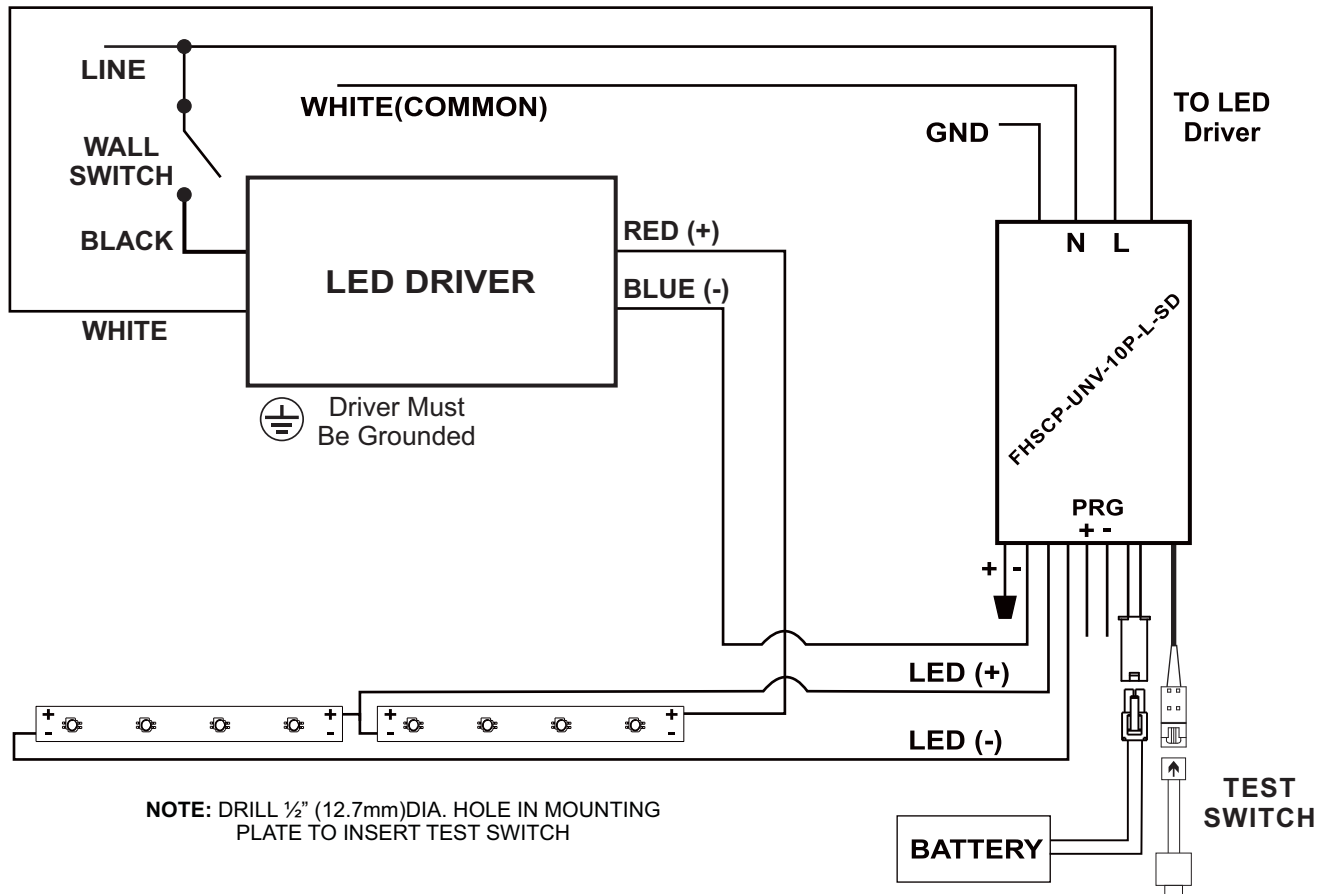 LINE
WHITE(COMMON)
TO LED
Driver
GND
WALL
SWITCH
BLACK
WHITE
LED DRIVER
RED (+)
BLUE (-)
Driver Must
Be Grounded
N L
FHSCP-UNV-10P-L-SD
PRG
+ -
+ -
LED (+)
+ + + +
- - - -
LED (-)
NOTE: DRILL ½” (12.7mm)DIA. HOLE IN MOUNTING
PLATE TO INSERT TEST SWITCH
BATTERY
TEST
SWITCH